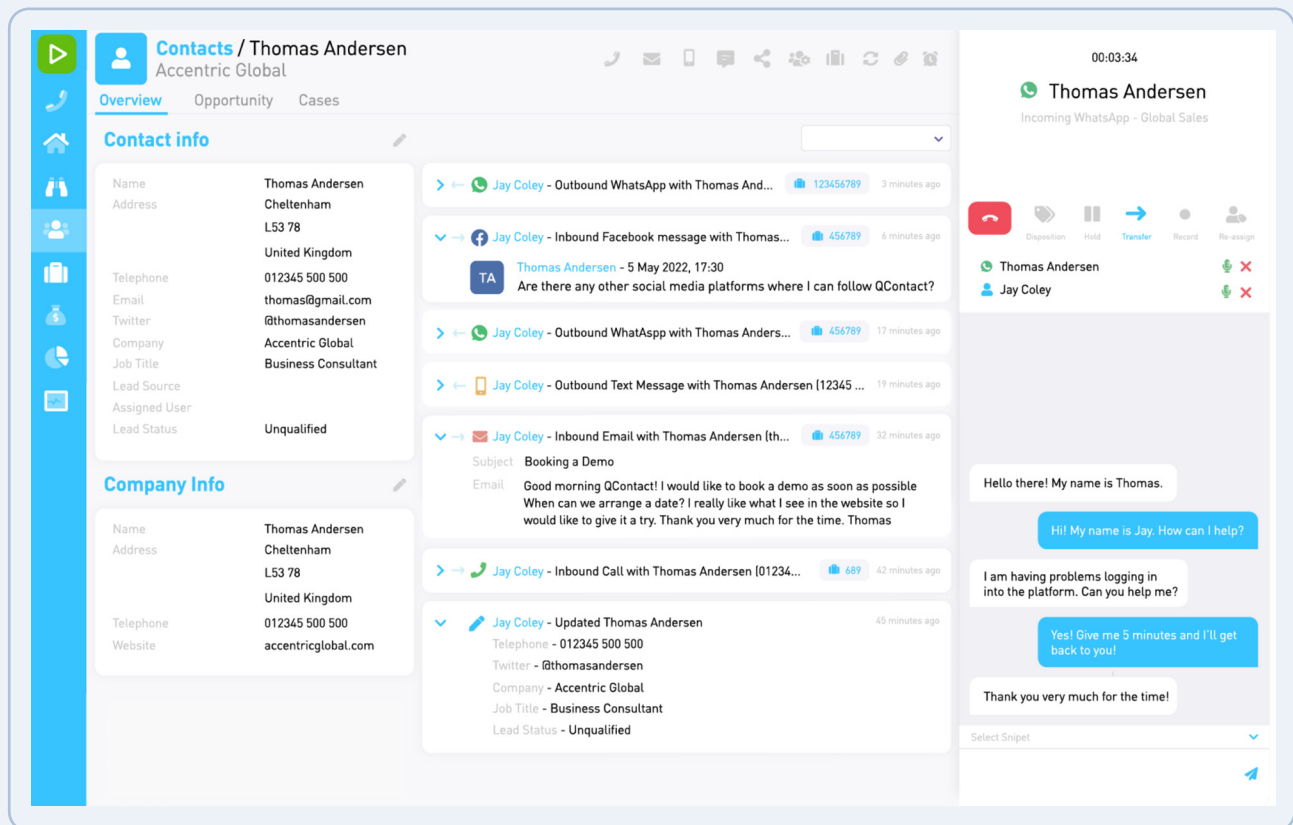 Contacts / Thomas Andersen
Accentric Global
Overview
Opportunity
Cases
Contact info
Name Thomas Andersen
Address Cheltenham
L53 78
United Kingdom
Telephone 012345 500 500
Email thomas@gmail.com
Twitter @thomasandersen
Company Accentric Global
Job Title Business Consultant
Lead Source
Assigned User
Lead Status Unqualified
Company Info
Name Thomas Andersen
Address Cheltenham
L53 78
United Kingdom
Telephone 012345 500 500
Website accentricglobal.com
Jay Coley - Outbound WhatsApp with Thomas And... 123456789 3 minutes ago
Jay Coley - Inbound Facebook message with Thomas... 456789 6 minutes ago
TA
Thomas Andersen - 5 May 2022, 17:30
Are there any other social media platforms where I can follow QContact?
Jay Coley - Outbound WhatAspp with Thomas Anders... 456789 17 minutes ago
Jay Coley - Outbound Text Message with Thomas Andersen (12345 ... 19 minutes ago
Jay Coley - Inbound Email with Thomas Andersen (th... 456789 32 minutes ago
Subject Booking a Demo
Email Good morning QContact! I would like to book a demo as soon as possible
When can we arrange a date? I really like what I see in the website so I
would like to give it a try. Thank you very much for the time. Thomas
Jay Coley - Inbound Call with Thomas Andersen (01234... 689 42 minutes ago
Jay Coley - Updated Thomas Andersen 45 minutes ago
Telephone - 012345 500 500
Twitter - @thomasandersen
Company - Accentric Global
Job Title - Business Consultant
Lead Status - Unqualified
00:03:34
Thomas Andersen
Incoming WhatsApp - Global Sales
Disposition Hold Transfer Record Re-assign
Thomas Andersen
Jay Coley
Hello there! My name is Thomas.
Hi! My name is Jay. How can I help?
I am having problems logging in
into the platform. Can you help me?
Yes! Give me 5 minutes and I'll get
back to you!
Thank you very much for the time!
Select Snipet